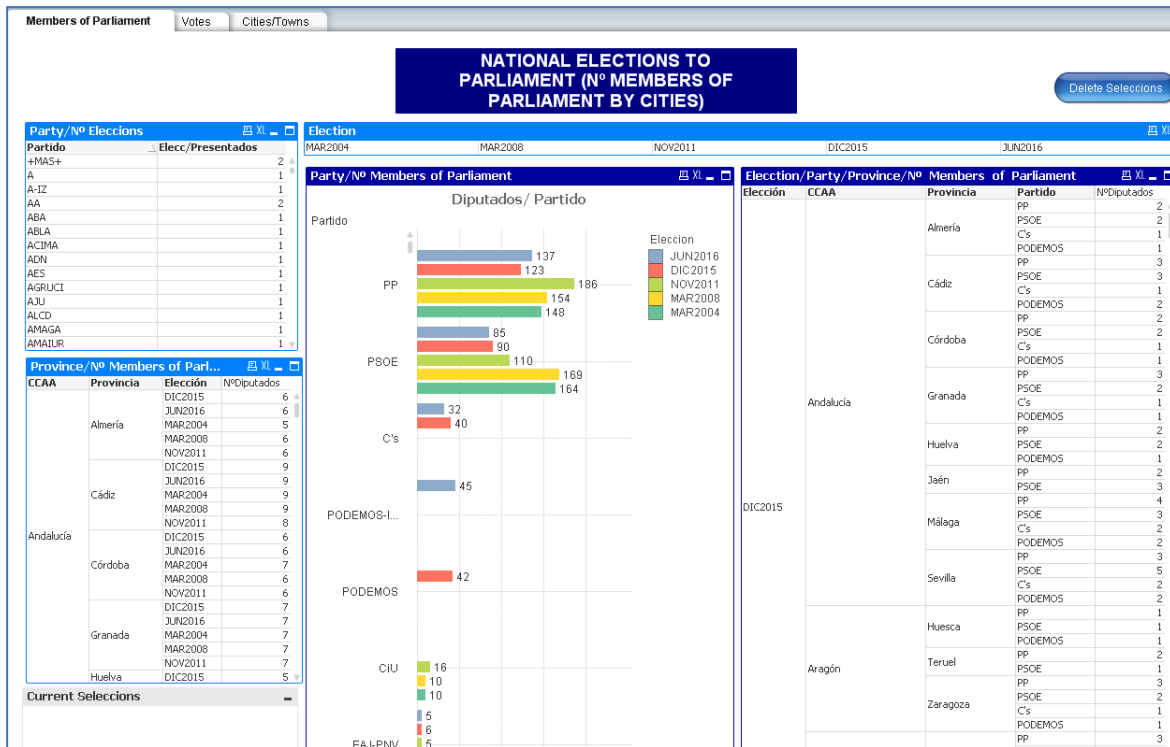 Members of Parliament
Votes
Cities/Towns
NATIONAL ELECTIONS TO
PARLIAMENT (Nº MEMBERS OF
PARLIAMENT BY CITIES)
Delete Seleccions
Party/Nº Eleccions XL
Partido Elecc/Presentados
+MAS+ 2
A 1
A-IZ 1
AA 2
ABA 1
ABLA 1
ACIMA 1
ADN 1
AES 1
AGRUCI 1
AJU 1
ALCD 1
AMAGA 1
AMAIUR 1
Province/Nº Members of Parl... XL
CCAA Provincia Elección NºDiputados
Andalucía
Almería
DIC2015 6
JUN2016 6
MAR2004 5
MAR2008 6
NOV2011 6
Cádiz
DIC2015 9
JUN2016 9
MAR2004 9
MAR2008 9
NOV2011 8
Córdoba
DIC2015 6
JUN2016 6
MAR2004 7
MAR2008 6
NOV2011 6
Granada
DIC2015 7
JUN2016 7
MAR2004 7
MAR2008 7
NOV2011 7
Huelva DIC2015 5
Current Seleccions
Election XL
MAR2004 MAR2008 NOV2011 DIC2015 JUN2016
Party/Nº Members of Parliament XL
Diputados/ Partido
Partido
PP
137
123
186
154
148
PSOE
85
90
110
169
164
C's
32
40
PODEMOS-I...
45
PODEMOS
42
CiU
16
10
10
EAJ-PNV
5
6
5
Eleccion
JUN2016
DIC2015
NOV2011
MAR2008
MAR2004
Elecction/Party/Province/Nº Members of Parliament XL
Elección CCAA Provincia Partido NºDiputados
DIC2015
Andalucía
Almería
PP 2
PSOE 2
C's 1
PODEMOS 1
Cádiz
PP 3
PSOE 3
C's 1
PODEMOS 2
Córdoba
PP 2
PSOE 2
C's 1
PODEMOS 1
Granada
PP 3
PSOE 2
C's 1
PODEMOS 1
Huelva
PP 2
PSOE 2
PODEMOS 1
Jaén
PP 2
PSOE 3
Málaga
PP 4
PSOE 3
C's 2
PODEMOS 2
Sevilla
PP 3
PSOE 5
C's 2
PODEMOS 2
Aragón
Huesca
PP 1
PSOE 1
PODEMOS 1
Teruel
PP 2
PSOE 1
Zaragoza
PP 3
PSOE 2
C's 1
PODEMOS 1
PP 3